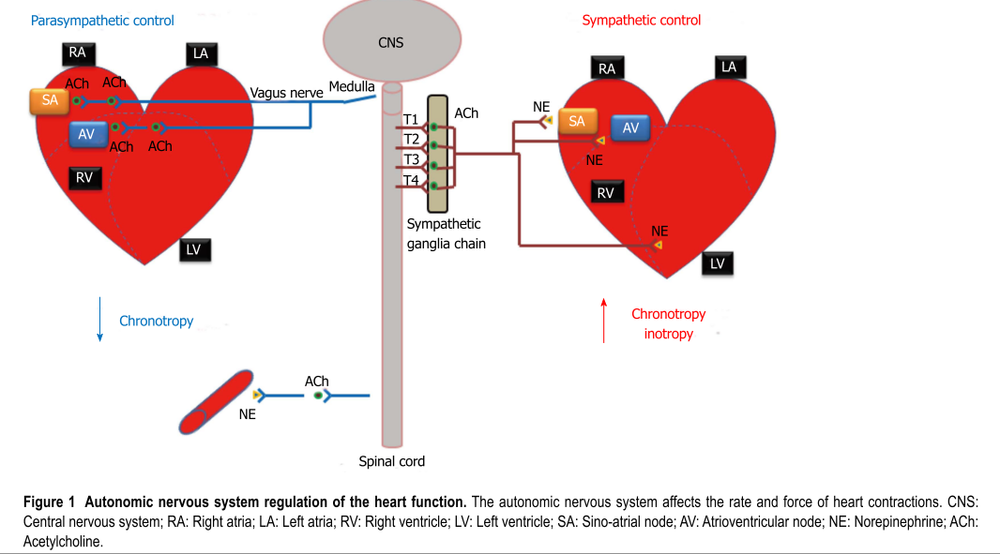 Parasympathetic control
Sympathetic control
CNS
RA
LA
ACh
ACh
SA
Vagus nerve
Medulla
AV
ACh
ACh
RV
LV
T1
T2
T3
T4
ACh
Sympathetic
ganglia chain
RA
LA
NE
SA
AV
NE
RV
NE
LV
Chronotropy
Chronotropy
inotropy
ACh
NE
Spinal cord
Figure 1 Autonomic nervous system regulation of the heart function. The autonomic nervous system affects the rate and force of heart contractions. CNS:
Central nervous system; RA: Right atria; LA: Left atria; RV: Right ventricle; LV: Left ventricle; SA: Sino-atrial node; AV: Atrioventricular node; NE: Norepinephrine; ACh:
Acetylcholine.